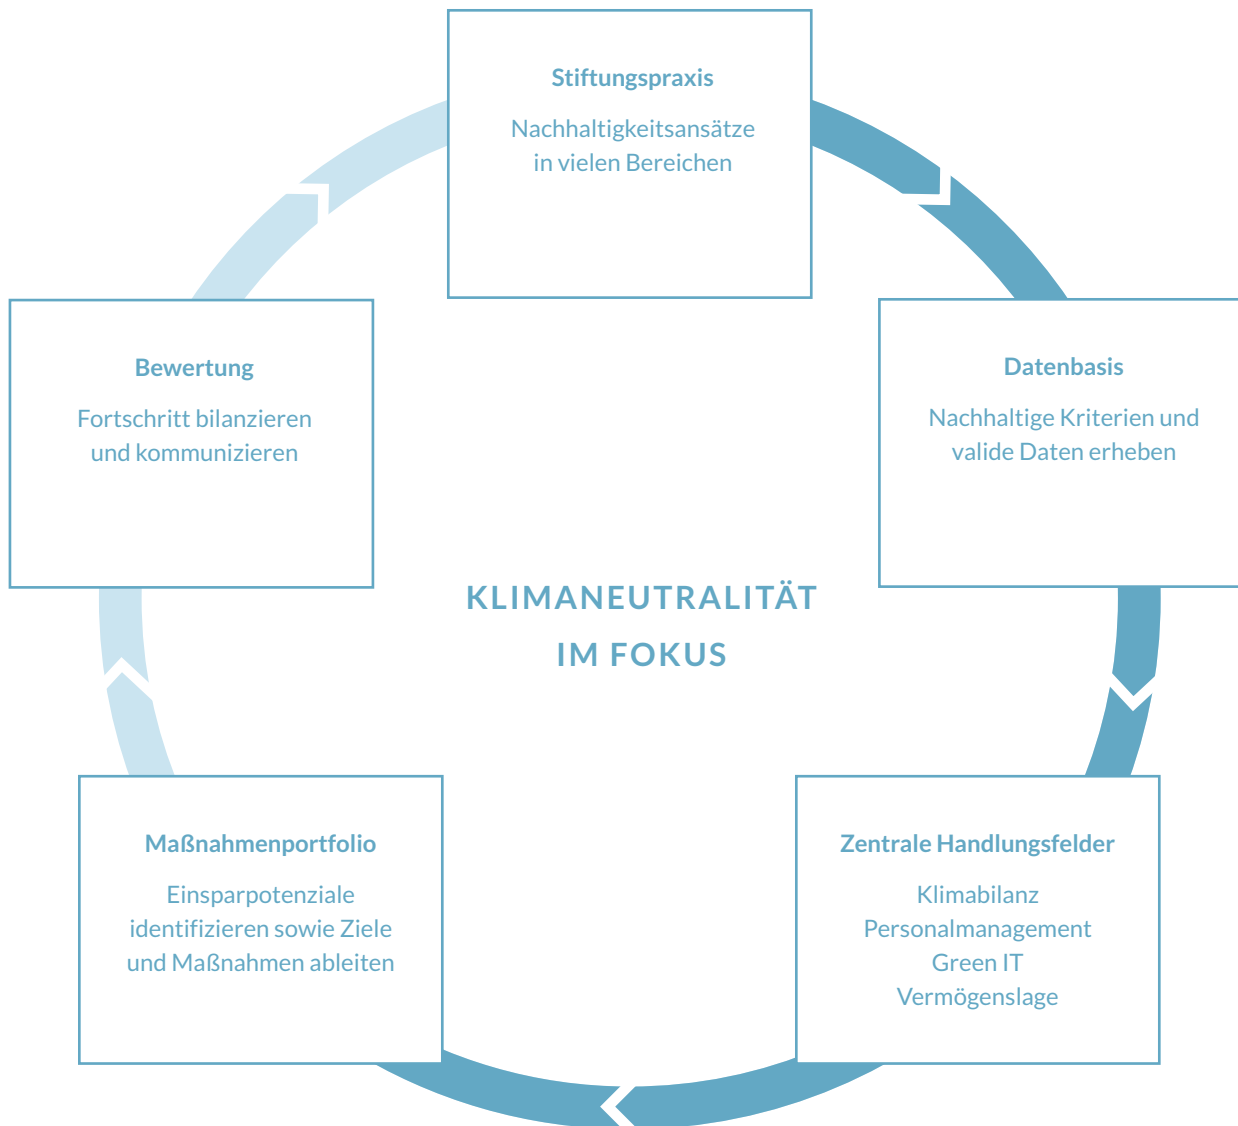 Stiftungspraxis
Nachhaltigkeitsansätze
in vielen Bereichen
Datenbasis
Nachhaltige Kriterien und
valide Daten erheben
Zentrale Handlungsfelder
Klimabilanz
Personalmanagement
Green IT
Vermögenslage
Maßnahmenportfolio
Einsparpotenziale
identifizieren sowie Ziele
und Maßnahmen ableiten
Bewertung
Fortschritt bilanzieren
und kommunizieren
KLIMANEUTRALITÄT
IM FOKUS